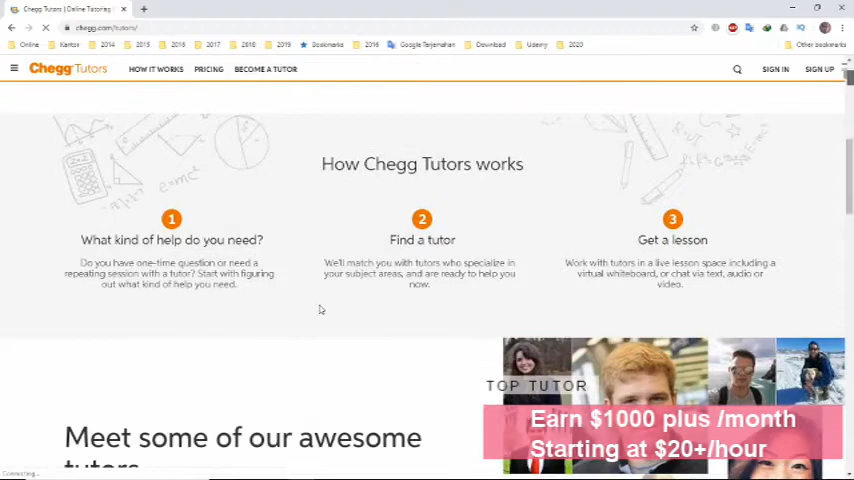 Chegg Tutors | Online Tutoring
chegg.com/tutors/
Online Kantor 2014 2015 2016 2017 2018 2019 Bookmarks 2016 Google Terjemahan Download Udemy 2020 Other bookmarks
Chegg Tutors HOW IT WORKS PRICING BECOME A TUTOR SIGN IN SIGN UP
How Chegg Tutors works
1 2 3
What kind of help do you need? Find a tutor Get a lesson
Do you have one-time question or need a We'll match you with tutors who specialize in Work with tutors in a live lesson space including a
repeating session with a tutor? Start with figuring your subject areas, and are ready to help you virtual whiteboard, or chat via text, audio or
out what kind of help you need. now. video.
TOP TUTOR
Earn $1000 plus /month
Meet some of our awesome
Starting at $20+/hour
tutors
Connecting...